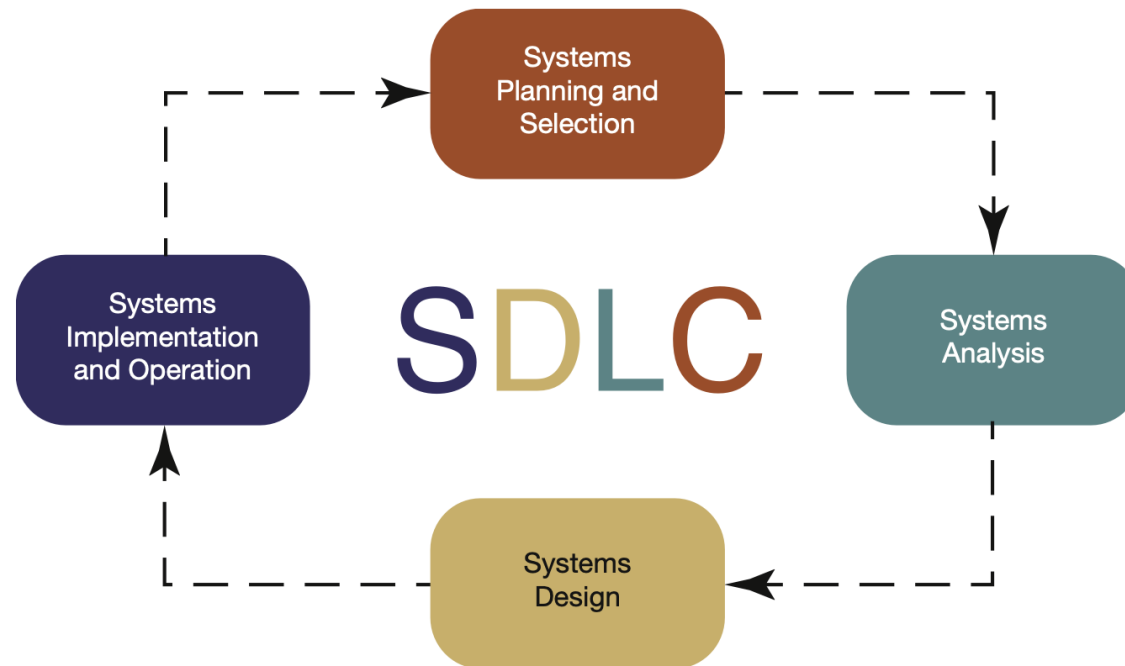 Systems
Planning and
Selection
Systems
Implementation
and Operation
SDLC
Systems
Analysis
Systems
Design